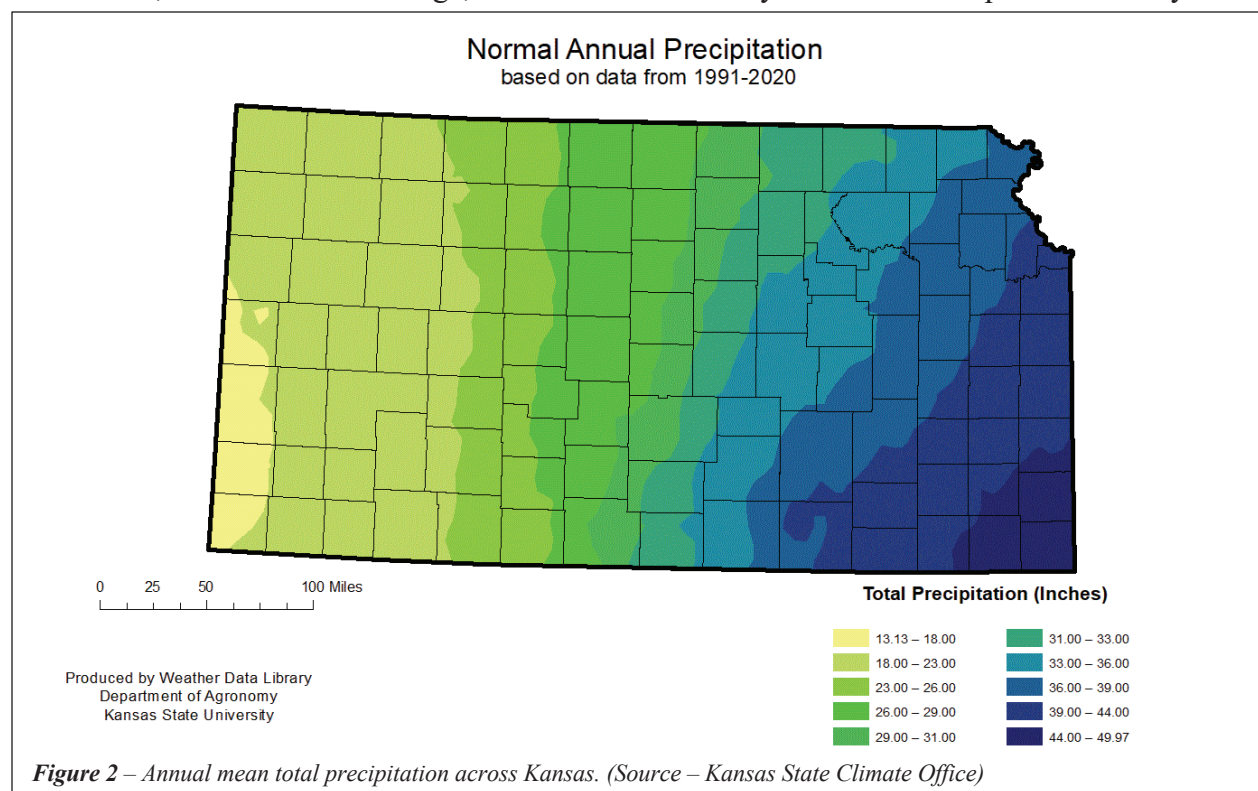 Normal Annual Precipitation
based on data from 1991-2020
0 25 50 100 Miles
Produced by Weather Data Library
Department of Agronomy
Kansas State University
Total Precipitation (Inches)
13.13 – 18.00
18.00 – 23.00
23.00 – 26.00
26.00 – 29.00
29.00 – 31.00
31.00 – 33.00
33.00 – 36.00
36.00 – 39.00
39.00 – 44.00
44.00 – 49.97
Figure 2 – Annual mean total precipitation across Kansas. (Source – Kansas State Climate Office)